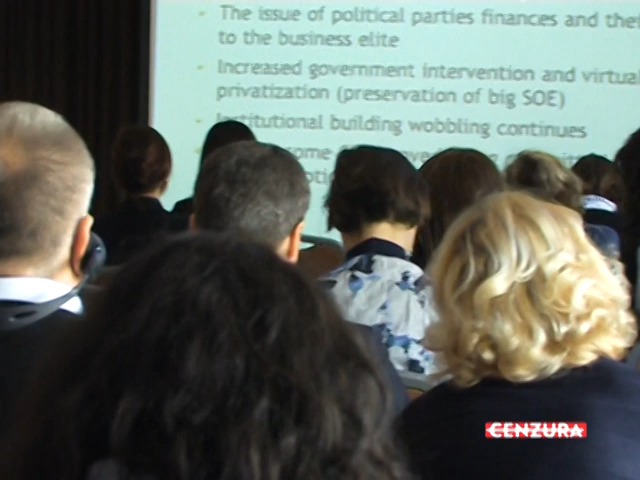 The issue of political parties finances and
to the business elite
Increased government intervention and virtual
privatization (preservation of big SOE)
Institutional building wobbling continues
some
CENZURA